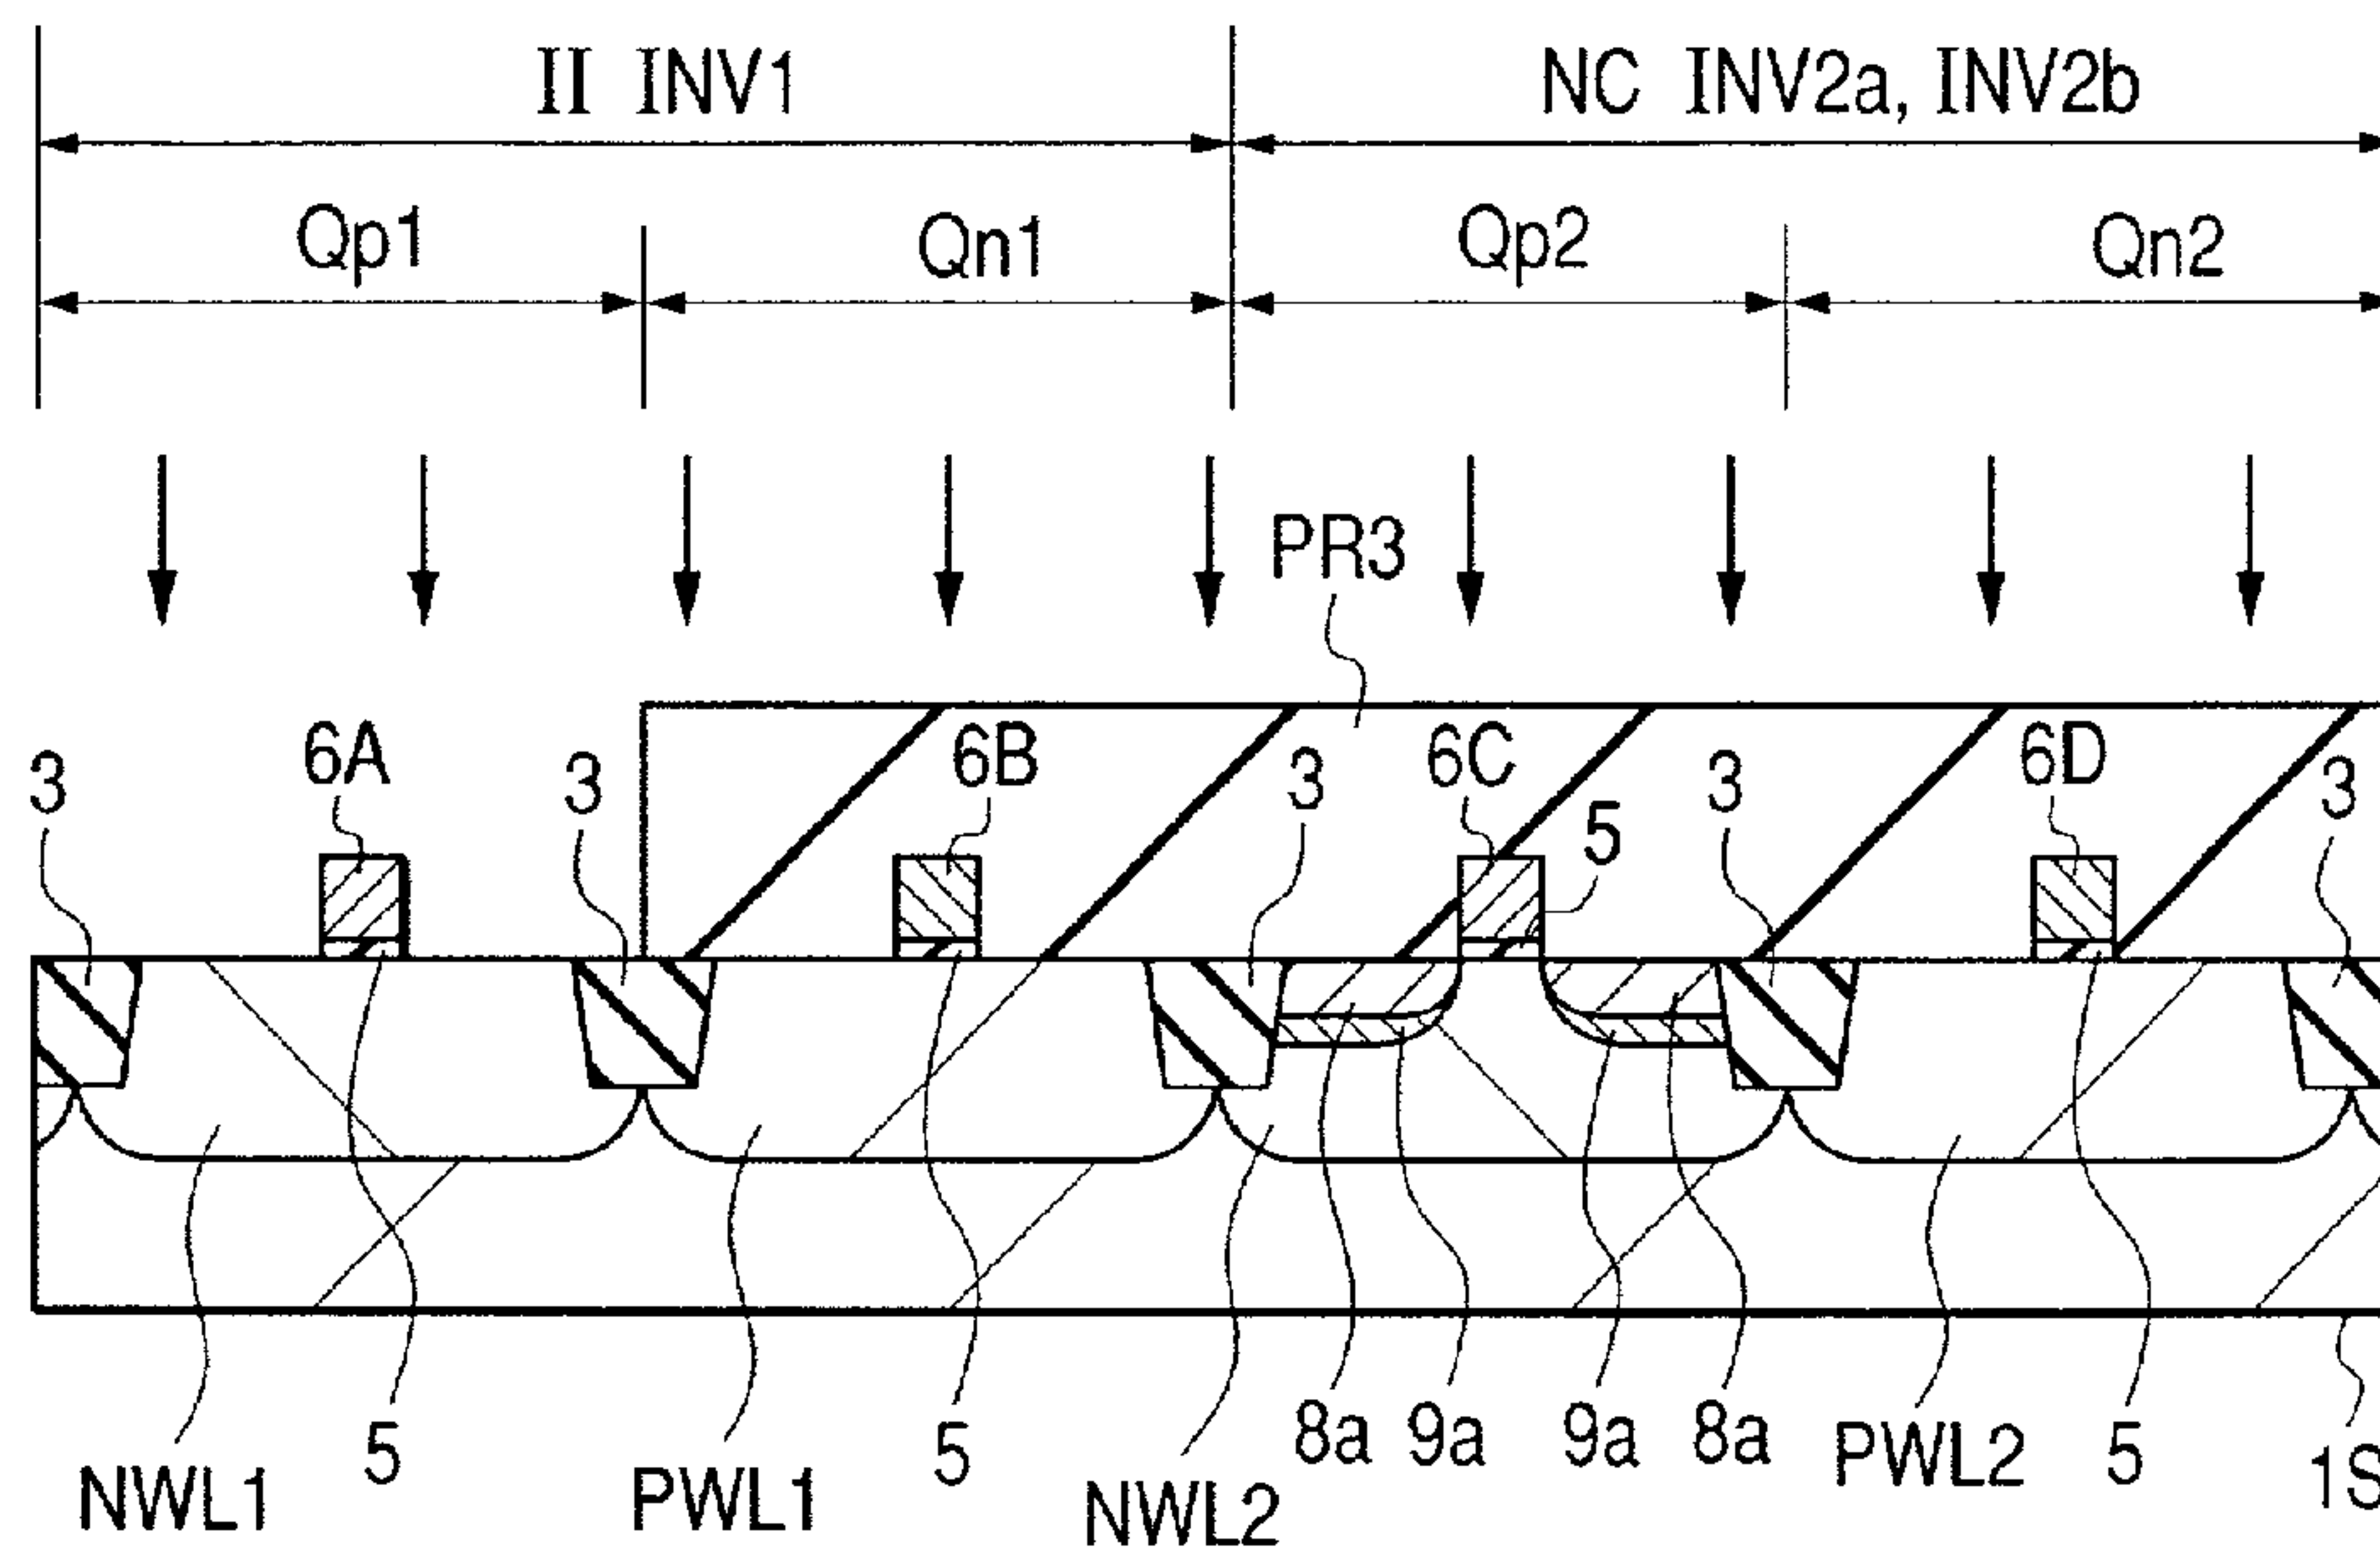 II INV1 NC INV2a, INV2b
Qp1 Qn1 Qp2 Qn2
PR3
3 6A 3 6B 3 6C 5 3 6D 3
8a 9a 9a 8a
NWL1 5 PWL1 5 NWL2 PWL2 5 1S